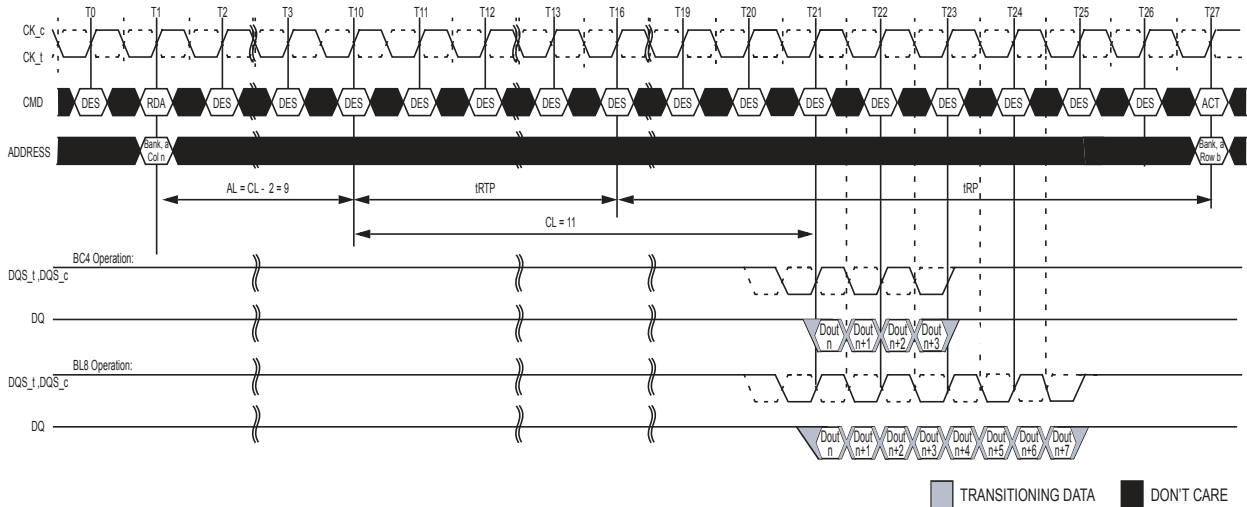 T0 T1 T2 T3 T10 T11 T12 T13 T16 T19 T20 T21 T22 T23 T24 T25 T26 T27
CK_c
CK_t
CMD DES RDA DES DES DES DES DES DES DES DES DES DES DES DES DES DES DES ACT
ADDRESS Bank, a Bank, a
Col n Row b
AL = CL - 2 = 9 tRTP tRP
CL = 11
BC4 Operation:
DQS_t ,DQS_c
DQ Dout Dout Dout Dout
n n+1 n+2 n+3
BL8 Operation:
DQS_t ,DQS_c
DQ Dout Dout Dout Dout Dout Dout Dout Dout
n n+1 n+2 n+3 n+4 n+5 n+6 n+7
TRANSITIONING DATA DON'T CARE